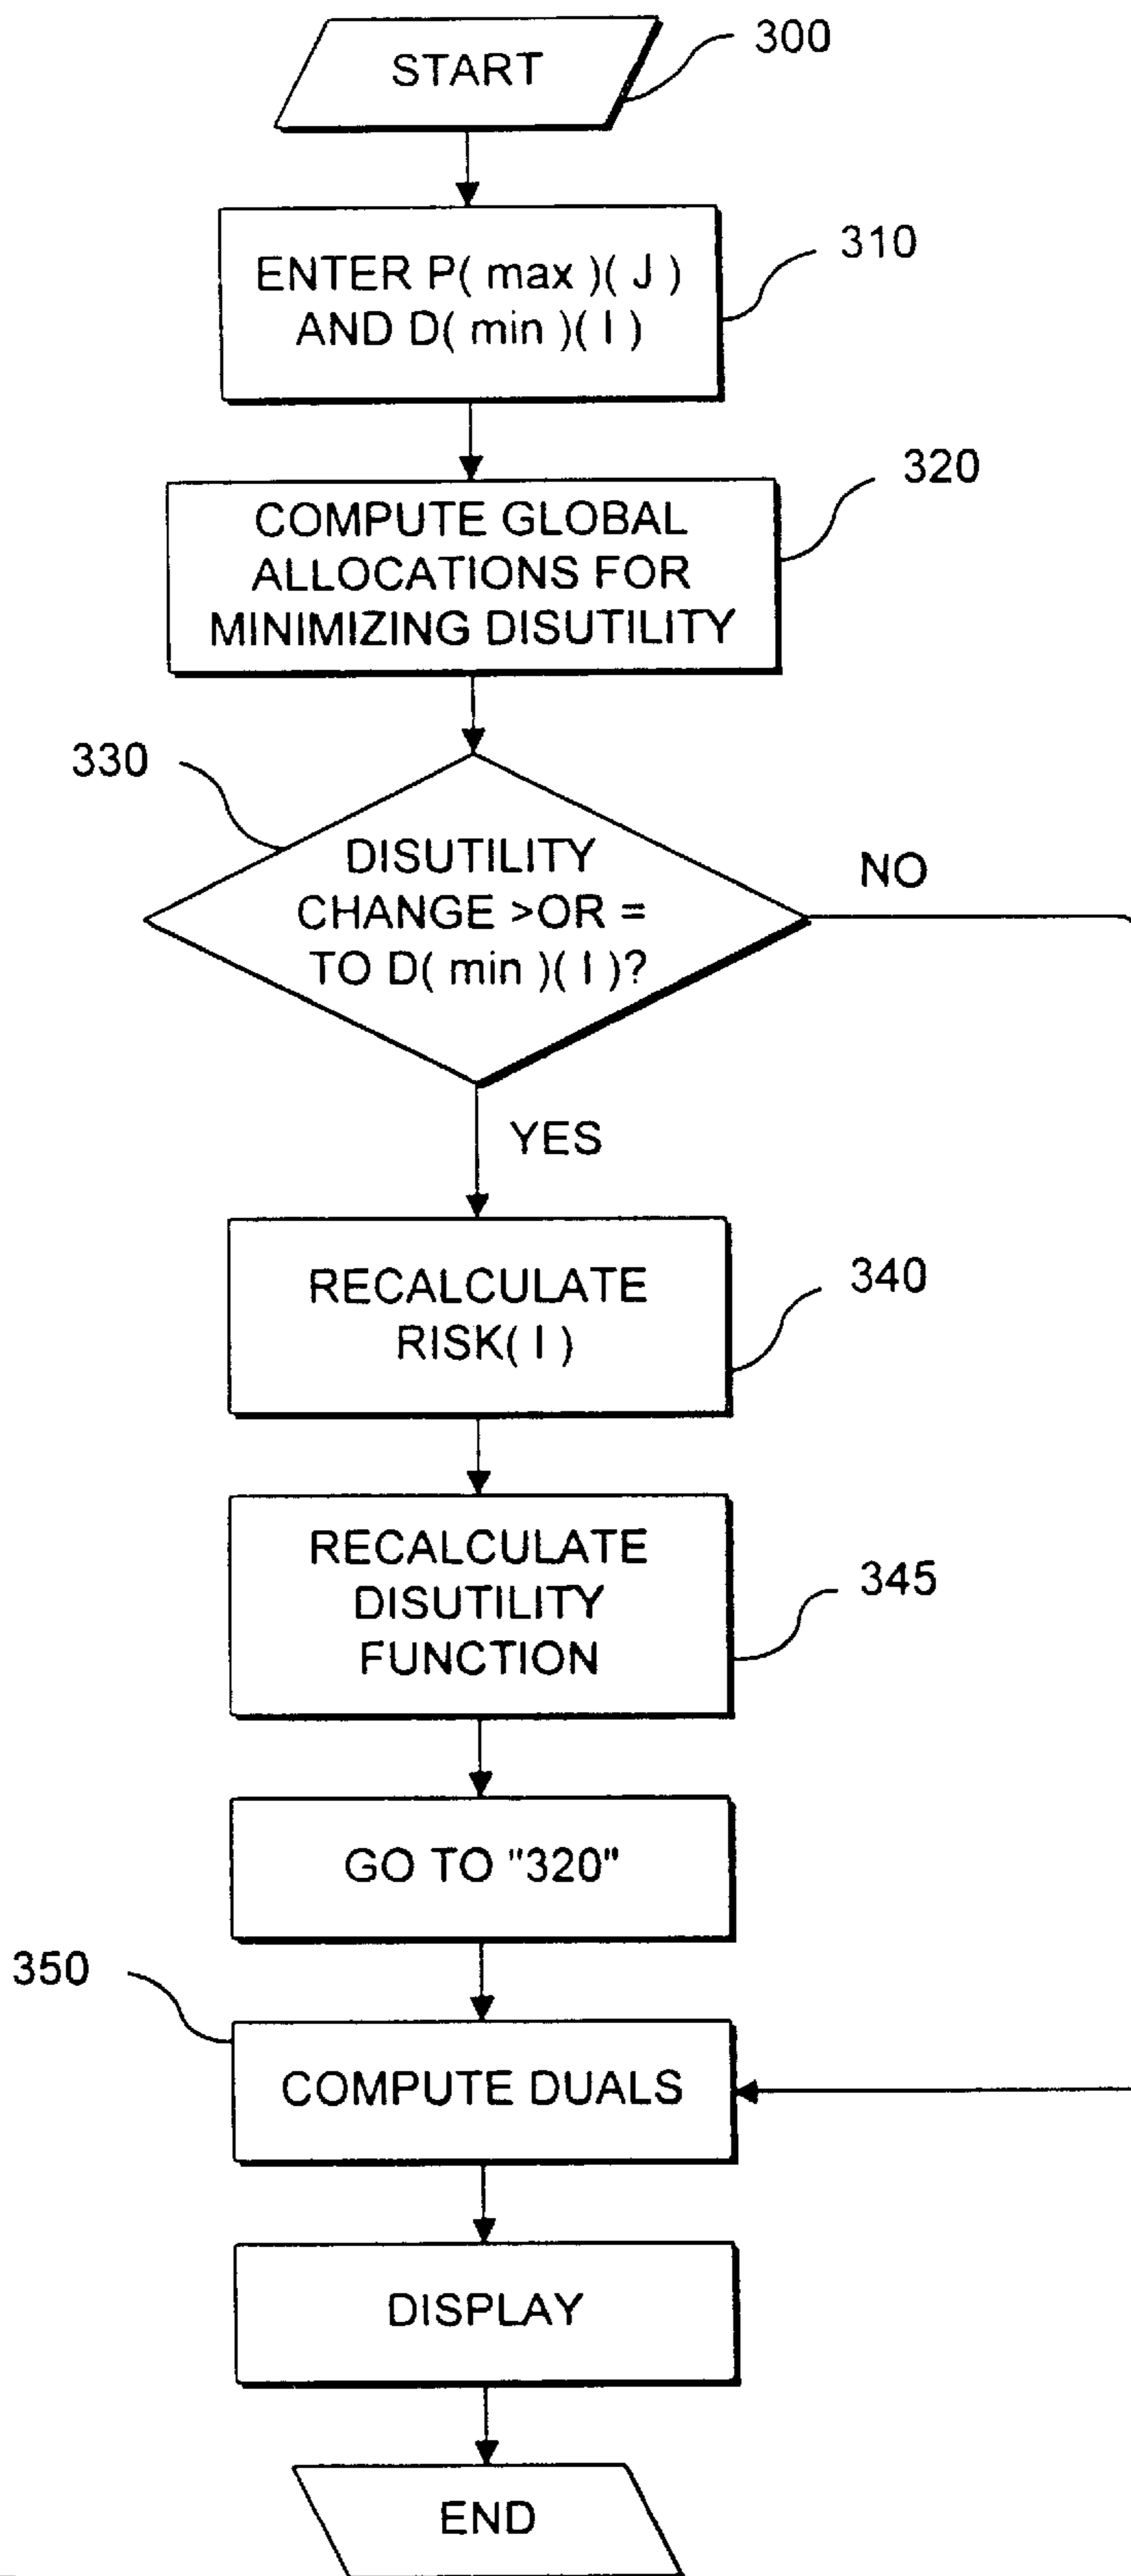 START
300
ENTER P( max )( J )
AND D( min )( I )
310
COMPUTE GLOBAL
ALLOCATIONS FOR
MINIMIZING DISUTILITY
320
330
DISUTILITY
CHANGE >OR =
TO D( min )( I )?
NO
YES
RECALCULATE
RISK( I )
340
RECALCULATE
DISUTILITY
FUNCTION
345
GO TO "320"
350
COMPUTE DUALS
DISPLAY
END